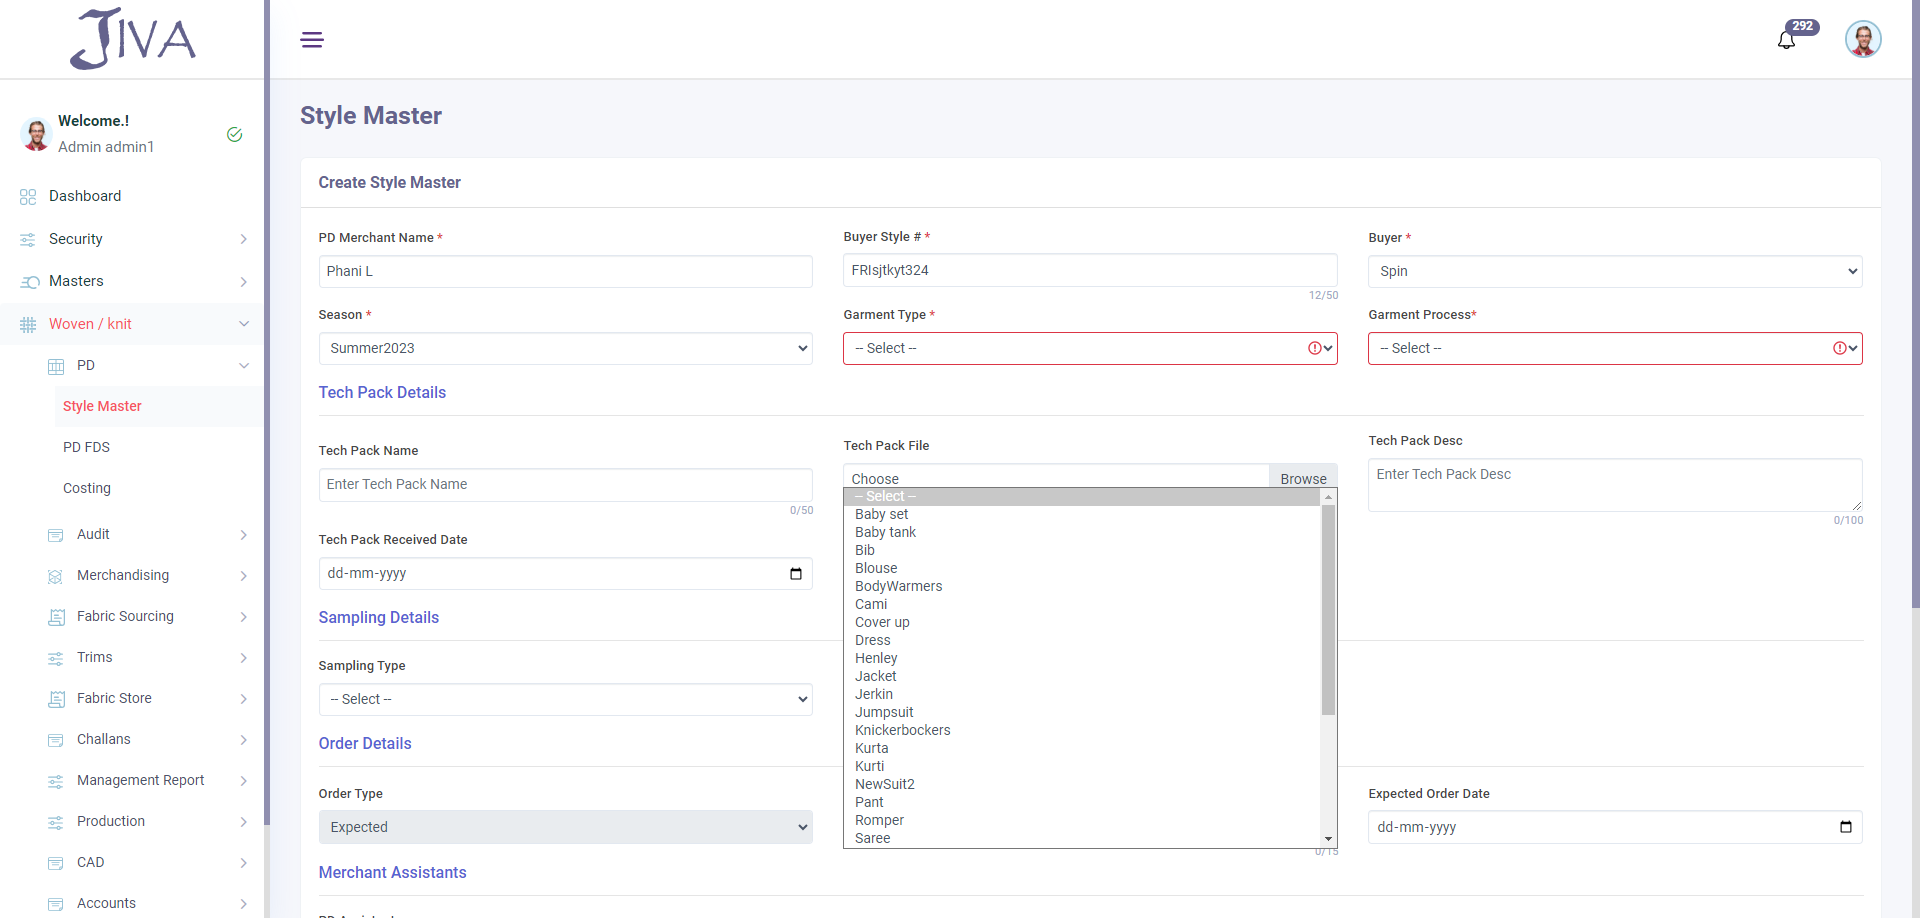 JIVA
292
Welcome.!
Admin admin1
Dashboard
Security
Masters
Woven / knit
PD
Style Master
PD FDS
Costing
Audit
Merchandising
Fabric Sourcing
Trims
Fabric Store
Challans
Management Report
Production
CAD
Accounts
Style Master
Create Style Master
PD Merchant Name *
Phani L
Buyer Style # *
FRIsjtkyt324
12/50
Buyer *
Spin
Season *
Summer2023
Garment Type *
-- Select --
Garment Process*
-- Select --
Tech Pack Details
Tech Pack Name
Enter Tech Pack Name
0/50
Tech Pack File
Choose
Browse
Tech Pack Desc
Enter Tech Pack Desc
0/100
Tech Pack Received Date
dd-mm-yyyy
-- Select --
Baby set
Baby tank
Bib
Blouse
BodyWarmers
Cami
Cover up
Dress
Henley
Jacket
Jerkin
Jumpsuit
Knickerbockers
Kurta
Kurti
NewSuit2
Pant
Romper
Saree
Sampling Details
Sampling Type
-- Select --
Order Details
Order Type
Expected
0/15
Expected Order Date
dd-mm-yyyy
Merchant Assistants